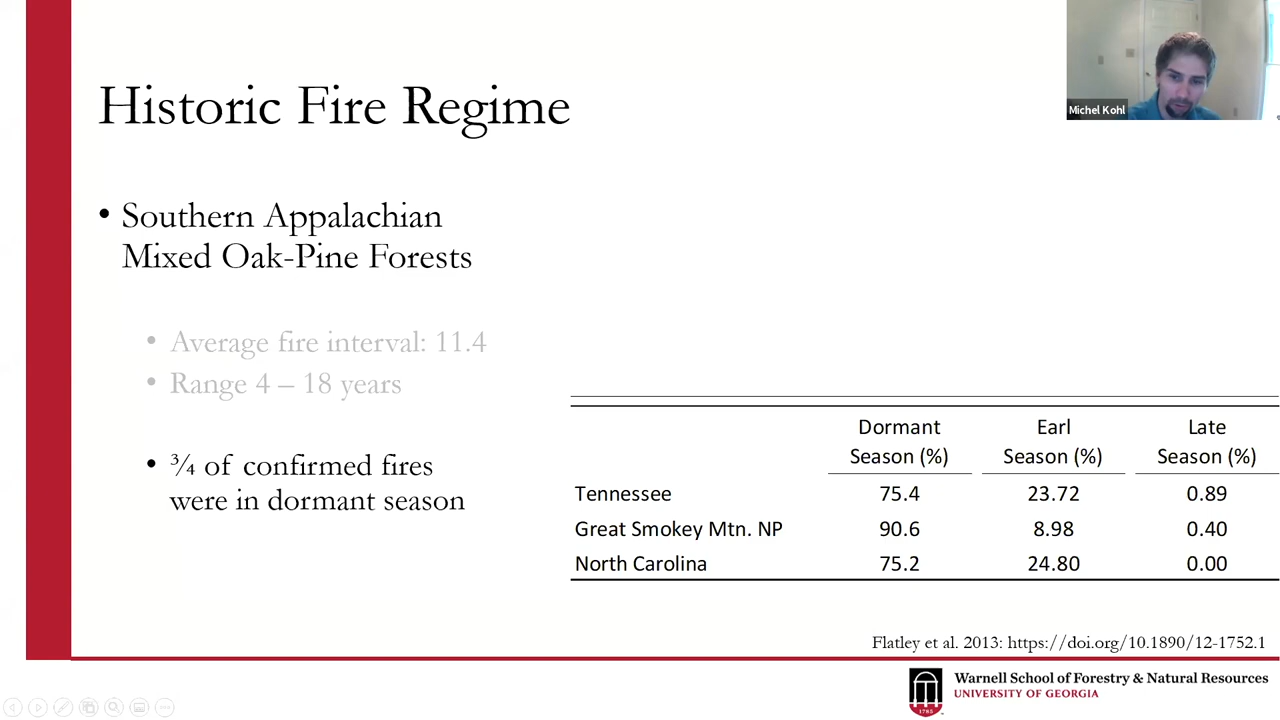 Historic Fire Regime
Michel Kohl
• Southern Appalachian
Mixed Oak-Pine Forests
• Average fire interval: 11.4
• Range 4 – 18 years
• ¾ of confirmed fires
were in dormant season
Dormant Earl Late
Season (%) Season (%) Season (%)
Tennessee 75.4 23.72 0.89
Great Smokey Mtn. NP 90.6 8.98 0.40
North Carolina 75.2 24.80 0.00
Flatley et al. 2013: https://doi.org/10.1890/12-1752.1
1785
Warnell School of Forestry & Natural Resources
UNIVERSITY OF GEORGIA